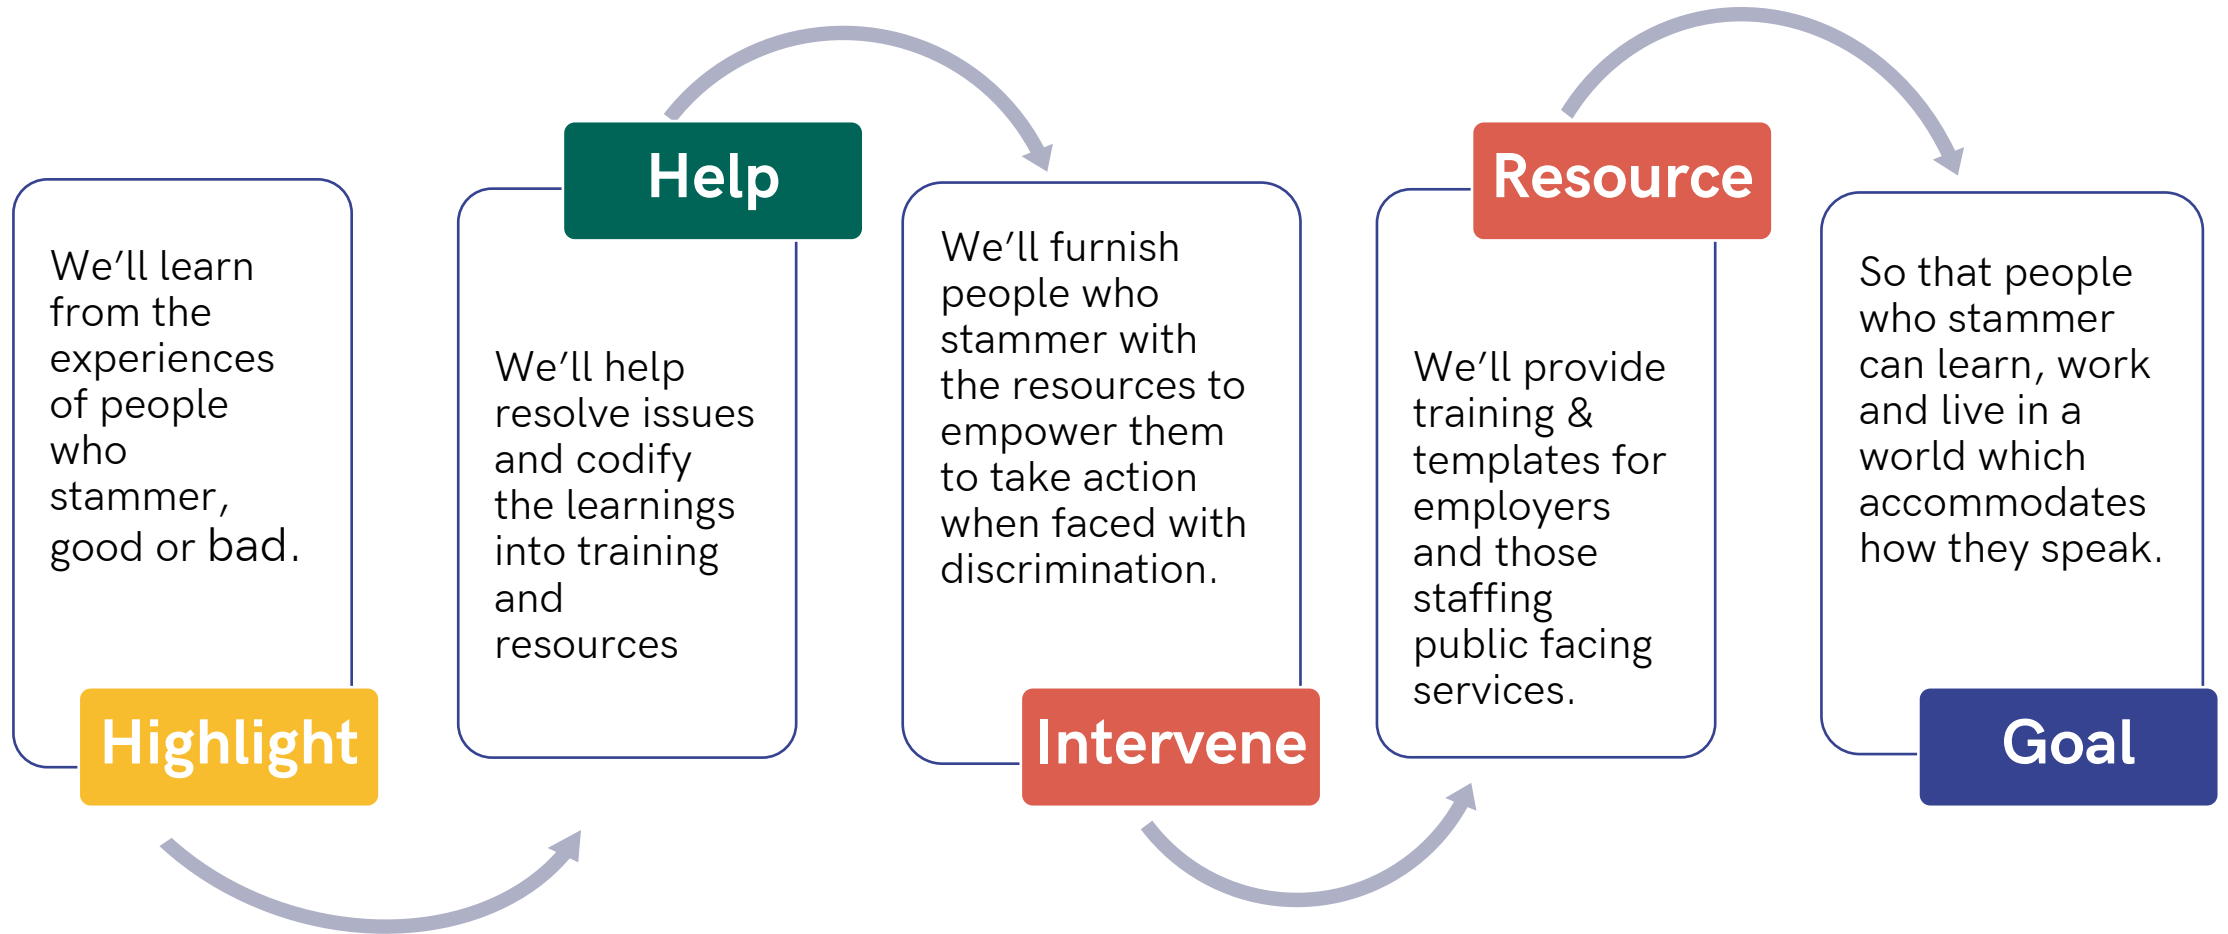 We’ll learn
from the
experiences
of people
who
stammer,
good or bad.
Highlight
Help
We’ll help
resolve issues
and codify
the learnings
into training
and
resources
We’ll furnish
people who
stammer with
the resources to
empower them
to take action
when faced with
discrimination.
Intervene
Resource
We’ll provide
training &
templates for
employers
and those
staffing
public facing
services.
So that people
who stammer
can learn, work
and live in a
world which
accommodates
how they speak.
Goal